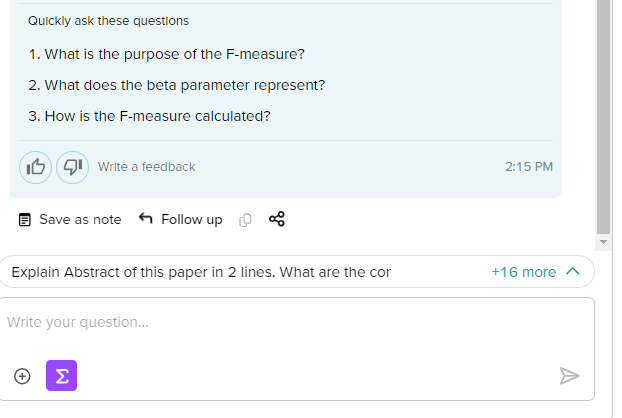 Quickly ask these questions
1. What is the purpose of the F-measure?
2. What does the beta parameter represent?
3. How is the F-measure calculated?
Write a feedback
2:15 PM
Save as note
Follow up
Explain Abstract of this paper in 2 lines, What are the cor
+16 more
Write your question...
Σ